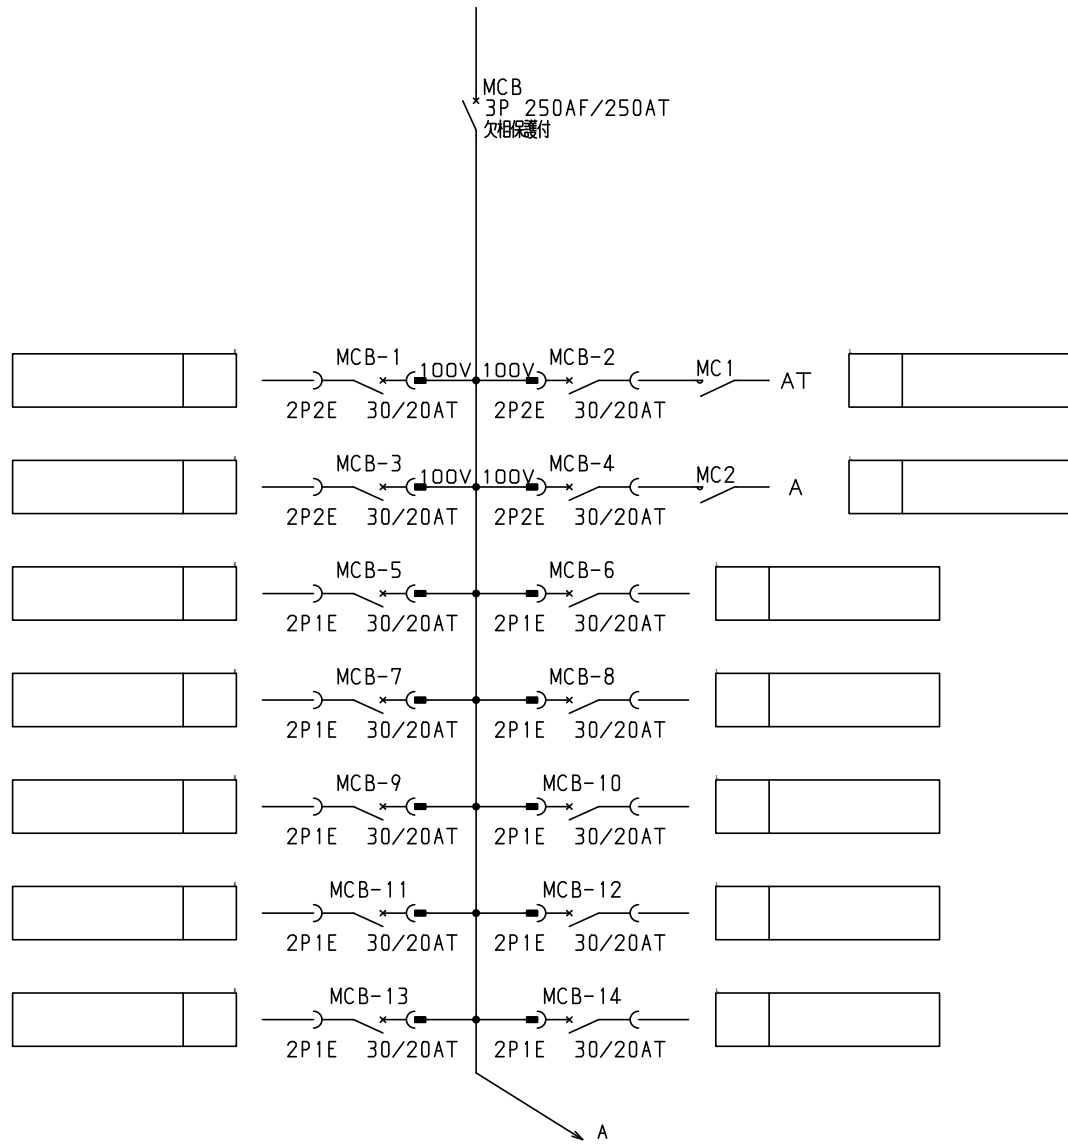 MCB
3P 250AF/250AT
欠相保護付
MCB-1 100V 100V MCB-2 MC1 AT
2P2E 30/20AT 2P2E 30/20AT
MCB-3 100V 100V MCB-4 MC2 A
2P2E 30/20AT 2P2E 30/20AT
MCB-5 MCB-6
2P1E 30/20AT 2P1E 30/20AT
MCB-7 MCB-8
2P1E 30/20AT 2P1E 30/20AT
MCB-9 MCB-10
2P1E 30/20AT 2P1E 30/20AT
MCB-11 MCB-12
2P1E 30/20AT 2P1E 30/20AT
MCB-13 MCB-14
2P1E 30/20AT 2P1E 30/20AT
A